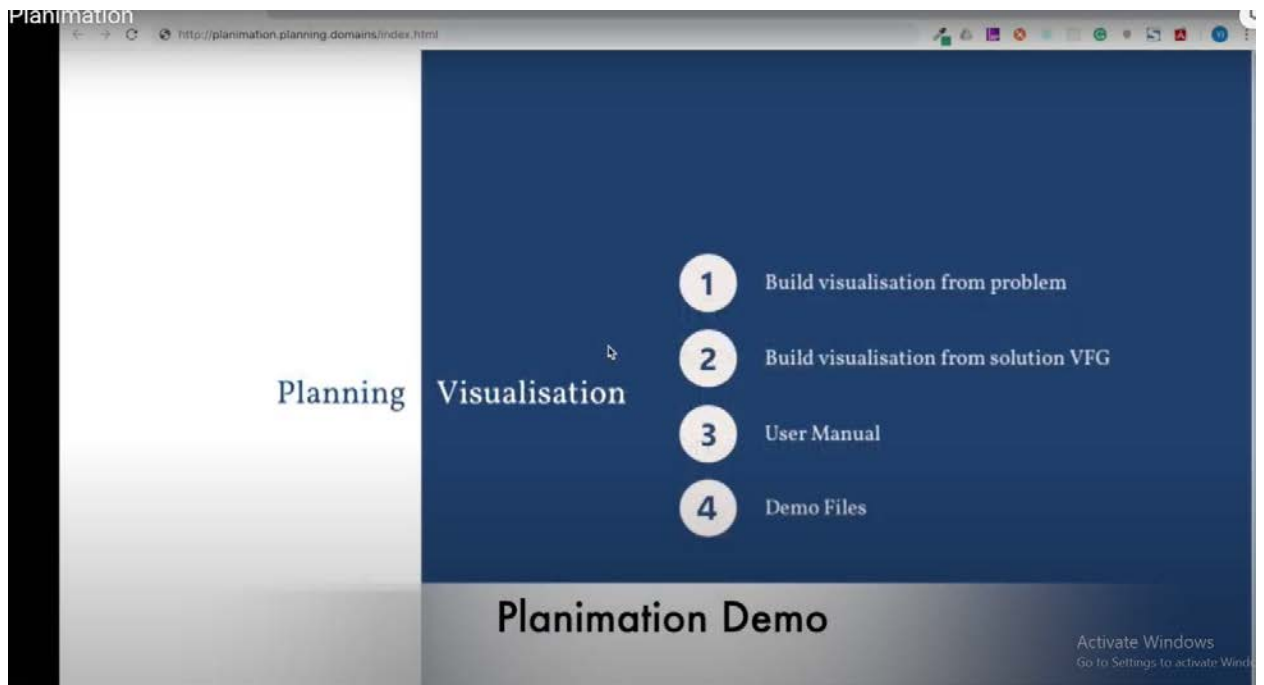 Planimation
http://planimation.planning.domains/index.html
1 Build visualisation from problem
2 Build visualisation from solution VFG
Planning Visualisation
3 User Manual
4 Demo Files
Planimation Demo
Activate Windows
Go to Settings to activate